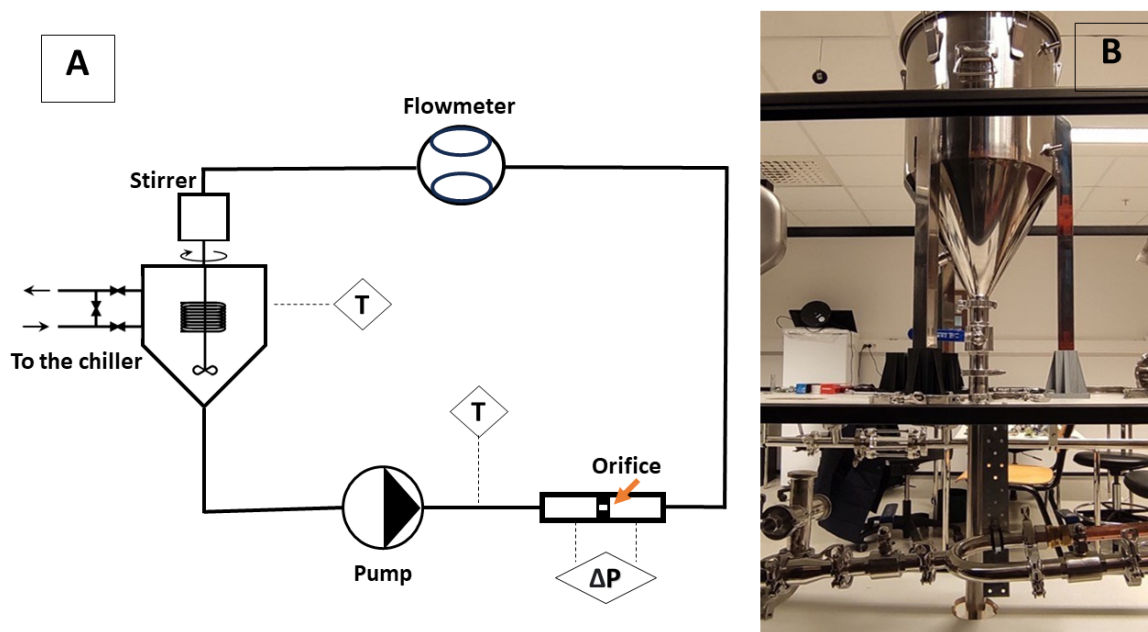 A
B
Flowmeter
Stirrer
T
To the chiller
T
Orifice
Pump
ΔP